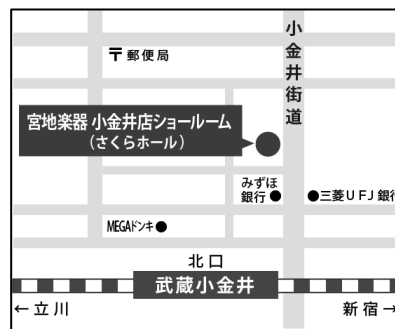 小金井街道
〒郵便局
宮地楽器 小金井店ショールーム
(さくらホール)
みずほ
銀行●
●三菱UFJ銀行
MEGAドンキ●
北口
武蔵小金井
←立川
新宿→